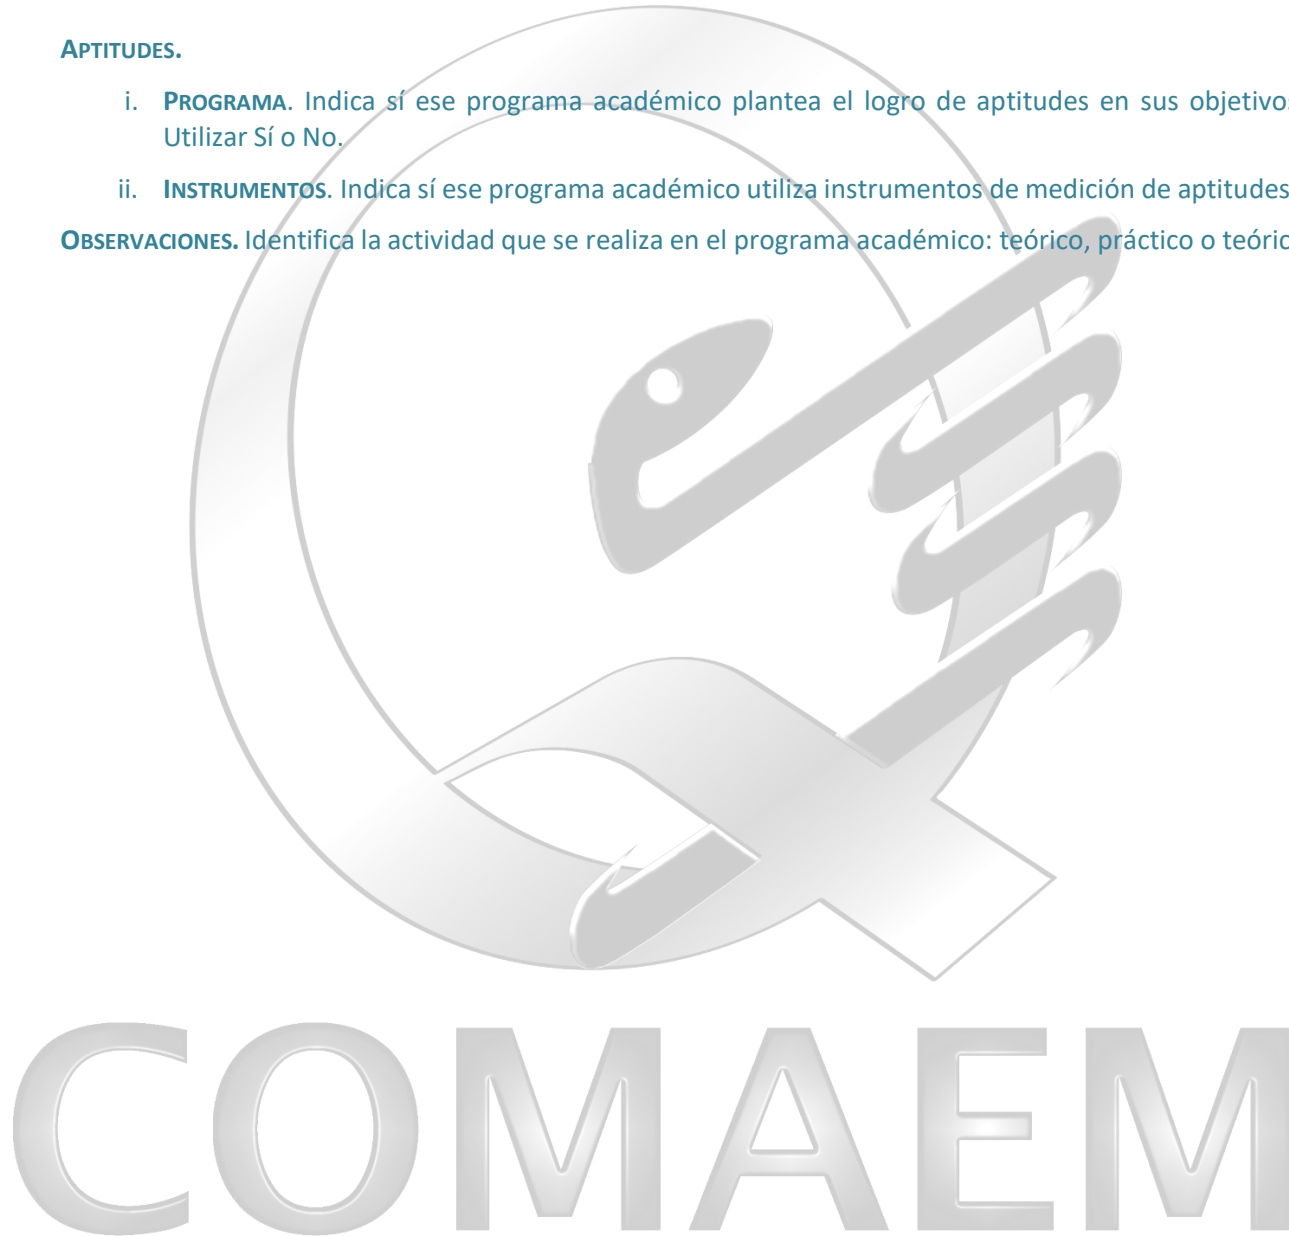 APTITUDES.
i. PROGRAMA. Indica sí ese programa académico plantea el logro de aptitudes en sus objetivos
Utilizar Sí o No.
ii. INSTRUMENTOS. Indica sí ese programa académico utiliza instrumentos de medición de aptitudes
OBSERVACIONES. Identifica la actividad que se realiza en el programa académico: teórico, práctico o teóric
COMAEM